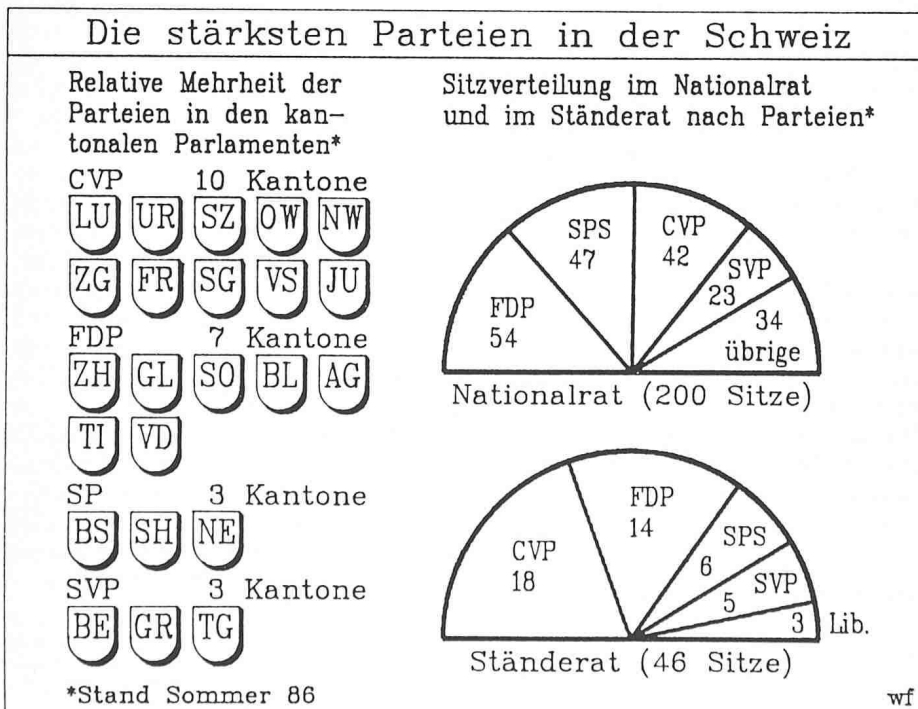 Die stärksten Parteien in der Schweiz
Relative Mehrheit der
Parteien in den kan-
tonalen Parlamenten*
CVP 10 Kantone
LU UR SZ OW NW
ZG FR SG VS JU
FDP 7 Kantone
ZH GL SO BL AG
TI VD
SP 3 Kantone
BS SH NE
SVP 3 Kantone
BE GR TG
*Stand Sommer 86
Sitzverteilung im Nationalrat
und im Ständerat nach Parteien*
FDP
54
SPS
47
CVP
42
SVP
23
34
übrige
Nationalrat (200 Sitze)
CVP
18
FDP
14
SPS
6
SVP
5
3 Lib.
Ständerat (46 Sitze)
wf